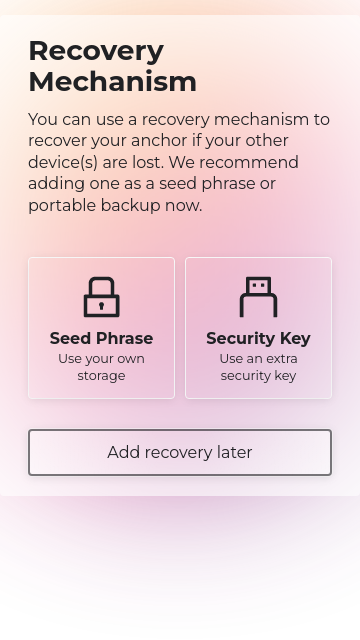 Recovery
Mechanism
You can use a recovery mechanism to
recover your anchor if your other
device(s) are lost. We recommend
adding one as a seed phrase or
portable backup now.
Seed Phrase
Use your own
storage
Security Key
Use an extra
security key
Add recovery later